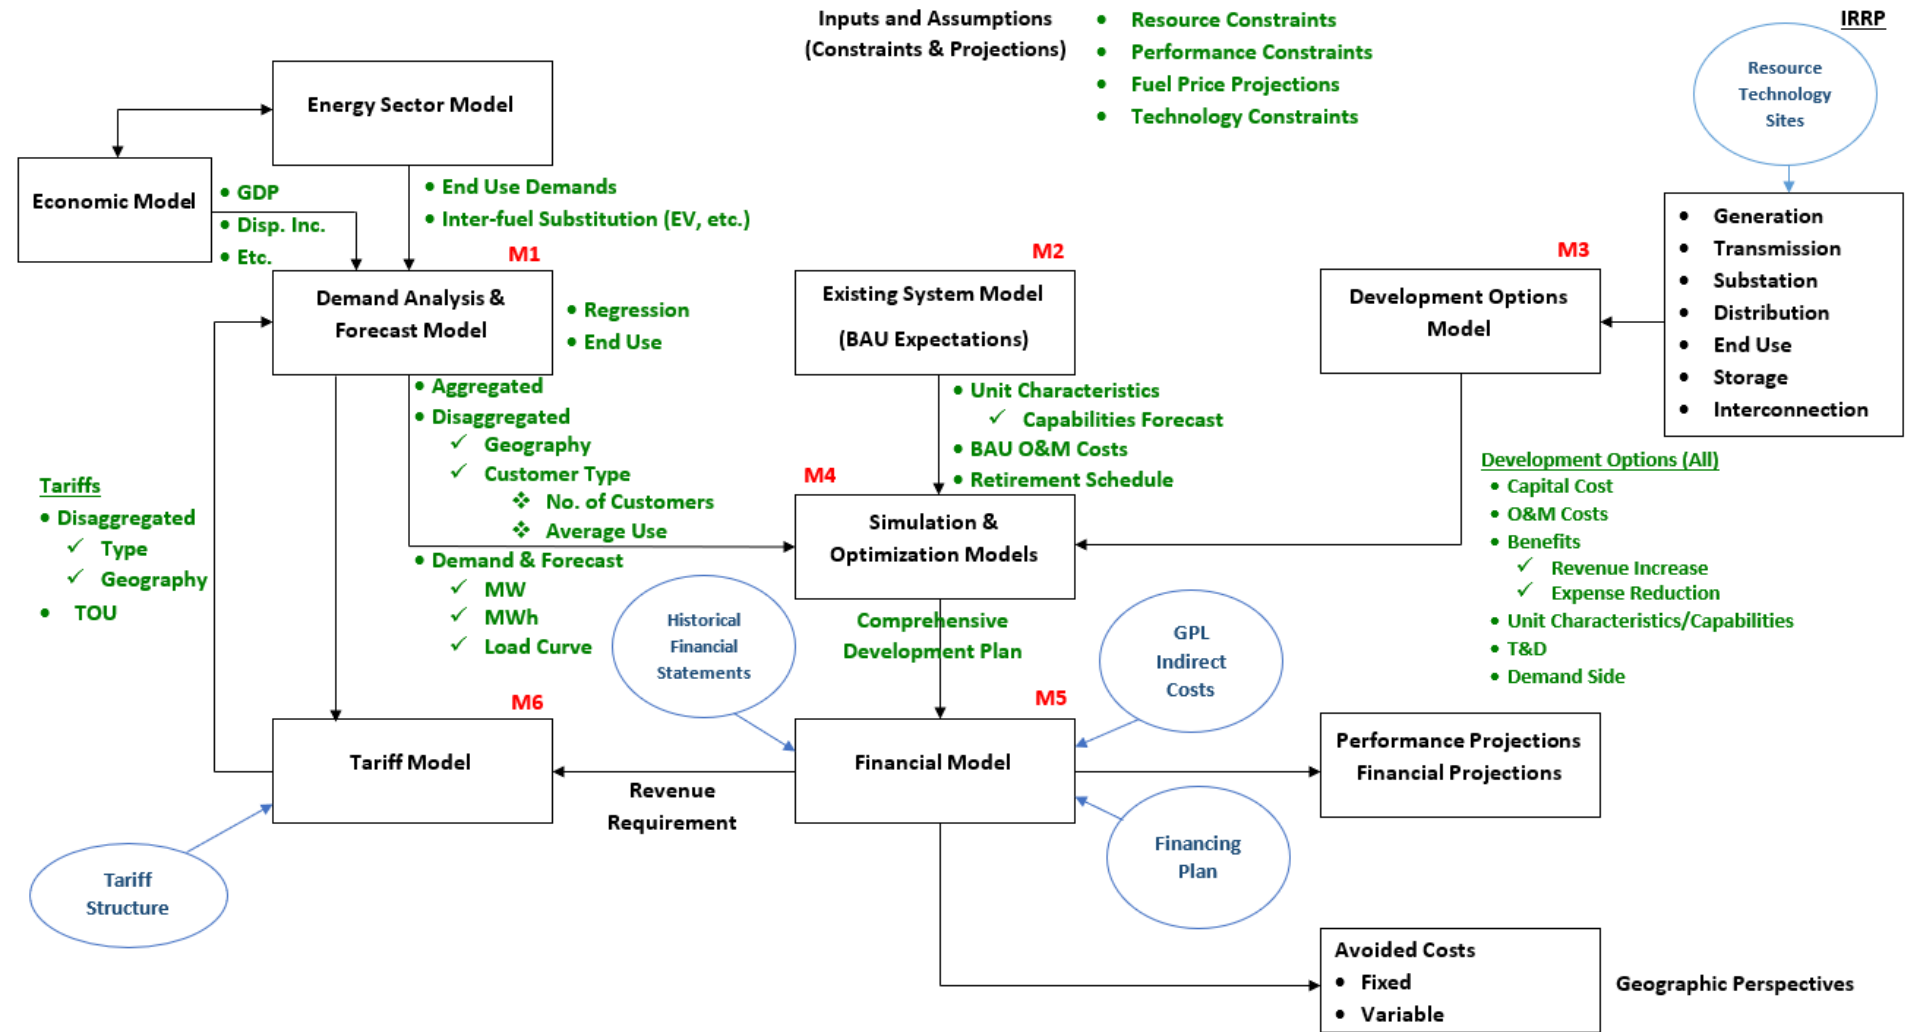 Inputs and Assumptions
(Constraints & Projections)
• Resource Constraints
• Performance Constraints
• Fuel Price Projections
• Technology Constraints
IRRP
Resource
Technology
Sites
Energy Sector Model
Economic Model
• GDP
• Disp. Inc.
• Etc.
• End Use Demands
• Inter-fuel Substitution (EV, etc.)
M1
Demand Analysis &
Forecast Model
• Regression
• End Use
M2
Existing System Model
(BAU Expectations)
M3
Development Options
Model
• Generation
• Transmission
• Substation
• Distribution
• End Use
• Storage
• Interconnection
• Aggregated
• Disaggregated
✓ Geography
✓ Customer Type
❖ No. of Customers
❖ Average Use
• Demand & Forecast
✓ MW
✓ MWh
✓ Load Curve
• Unit Characteristics
✓ Capabilities Forecast
• BAU O&M Costs
• Retirement Schedule
M4
Simulation &
Optimization Models
Development Options (All)
• Capital Cost
• O&M Costs
• Benefits
✓ Revenue Increase
✓ Expense Reduction
• Unit Characteristics/Capabilities
• T&D
• Demand Side
Tariffs
• Disaggregated
✓ Type
✓ Geography
• TOU
Historical
Financial
Statements
Comprehensive
Development Plan
GPL
Indirect
Costs
M6
Tariff Model
Revenue
Requirement
M5
Financial Model
Performance Projections
Financial Projections
Tariff
Structure
Financing
Plan
Avoided Costs
• Fixed
• Variable
Geographic Perspectives